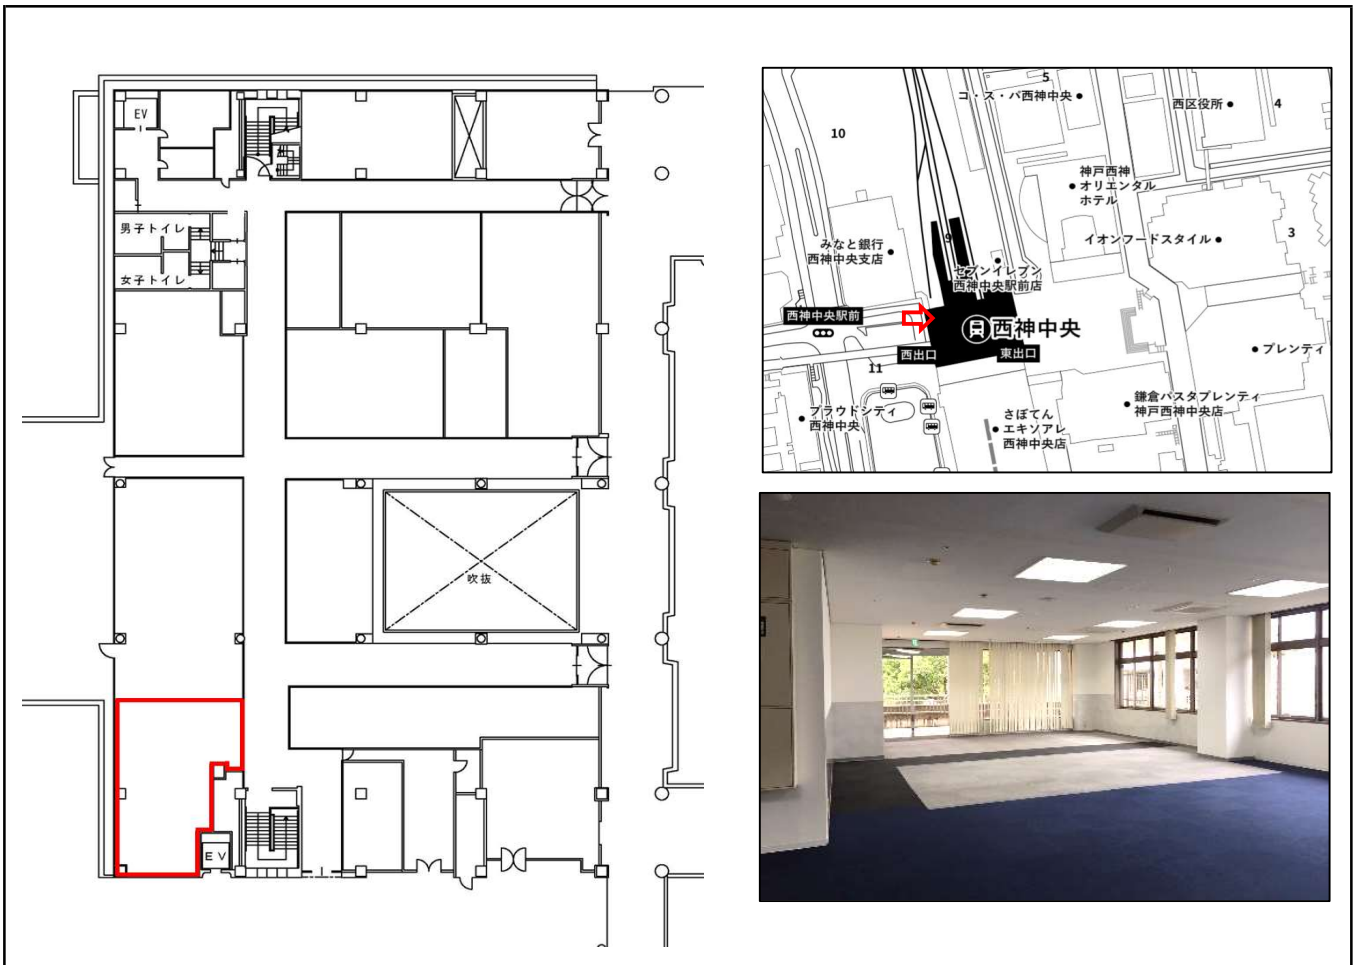 EV
男子トイレ
女子トイレ
吹抜
EV
5
コ・ス・パ西神中央
西区役所
4
10
神戸西神
オリエンタル
ホテル
みなと銀行
西神中央支店
9
セブンイレブン
西神中央駅前店
イオンフードスタイル
3
西神中央駅前
西神中央
西出口
東出口
プレンティ
11
プラウドシティ
西神中央
さぼてん
エキソアレ
西神中央店
鎌倉パスタプレンティ
神戸西神中央店